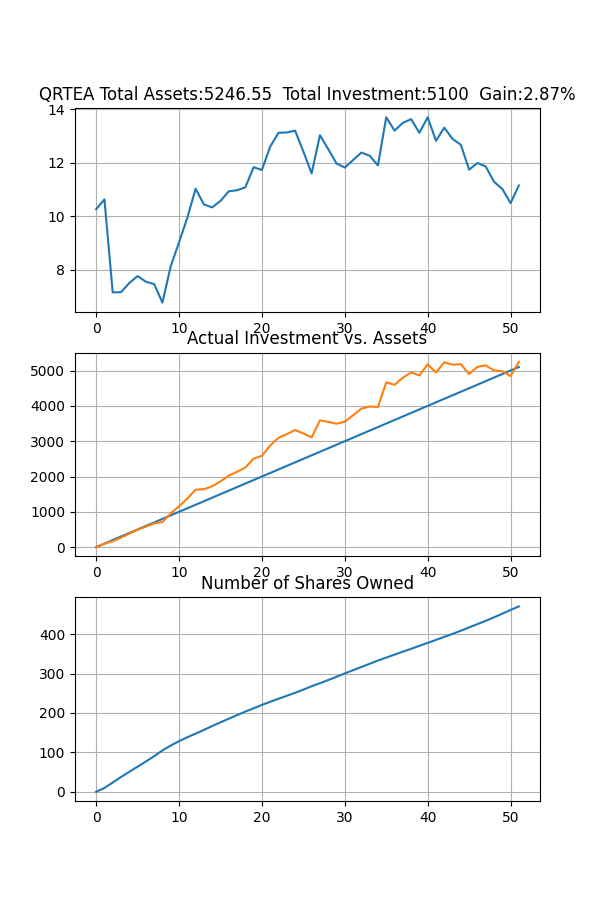 QRTEA Total Assets:5246.55  Total Investment:5100  Gain:2.87%
14
12
10
8
0 10 20 30 40 50
Actual Investment vs. Assets
5000
4000
3000
2000
1000
0
0 10 20 30 40 50
Number of Shares Owned
400
300
200
100
0
0 10 20 30 40 50